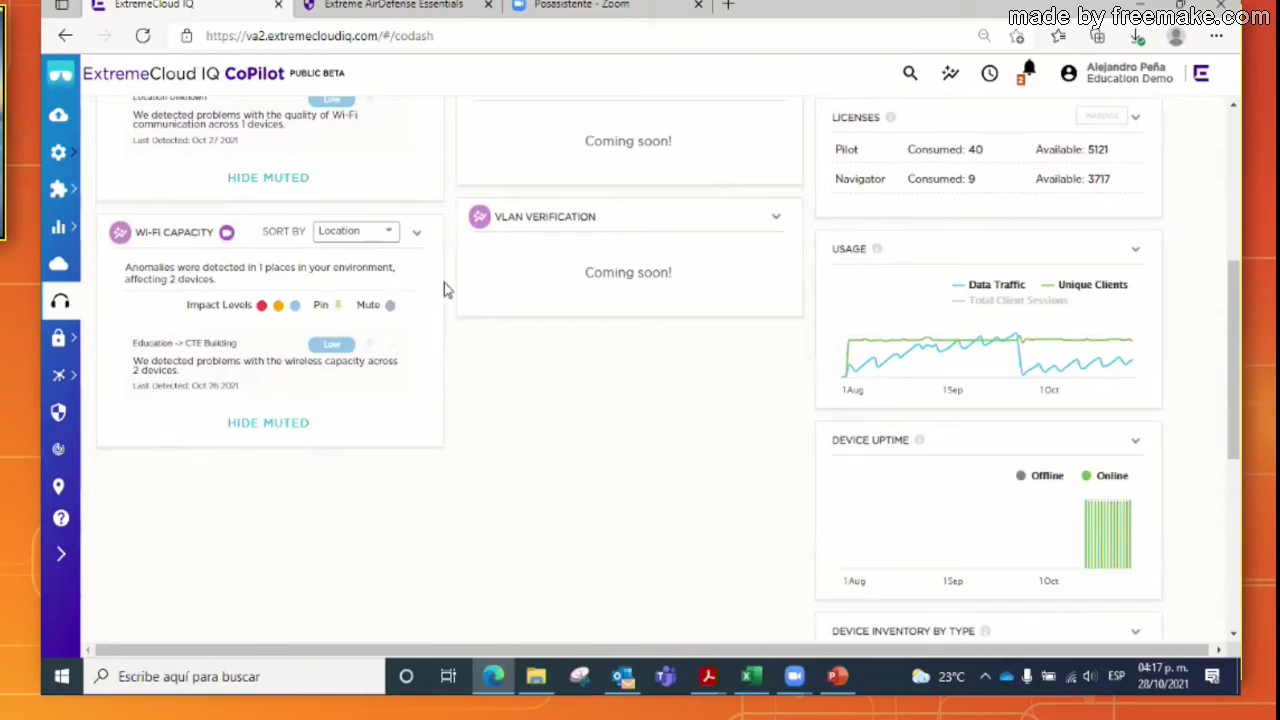 made by freemake.com
ExtremeCloud IQ
Extreme AirDefense Essentials
Posasistente - Zoom
https://va2.extremecloudiq.com/#/codash
ExtremeCloud IQ CoPilot PUBLIC BETA
2
Alejandro Peña
Education Demo
Location Unknown
Low
We detected problems with the quality of Wi-Fi
communication across 1 devices.
Last Detected: Oct 27 2021
HIDE MUTED
WI-FI CAPACITY
SORT BY
Location
Anomalies were detected in 1 places in your environment,
affecting 2 devices.
Impact Levels
Pin
Mute
Education -> CTE Building
Low
We detected problems with the wireless capacity across
2 devices.
Last Detected: Oct 26 2021
HIDE MUTED
Coming soon!
VLAN VERIFICATION
Coming soon!
LICENSES
MANAGE
Pilot Consumed: 40 Available: 5121
Navigator Consumed: 9 Available: 3717
USAGE
Data Traffic
Unique Clients
Total Client Sessions
1 Aug 1 Sep 1 Oct
DEVICE UPTIME
Offline Online
1 Aug 1 Sep 1 Oct
DEVICE INVENTORY BY TYPE
Escribe aquí para buscar
23°C
ESP
04:17 p. m.
28/10/2021